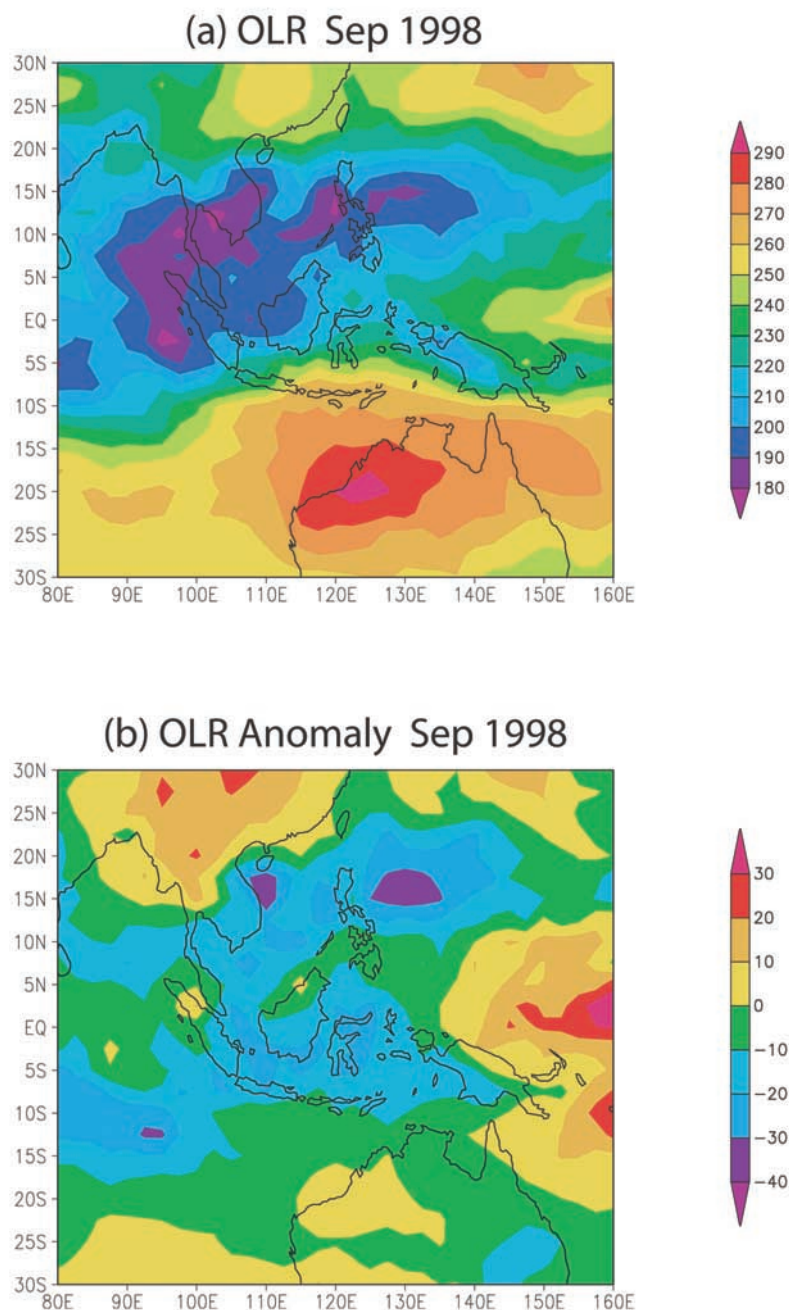 (a) OLR Sep 1998
30N
25N
20N
15N
10N
5N
EQ
5S
10S
15S
20S
25S
30S
80E 90E 100E 110E 120E 130E 140E 150E 160E
290
280
270
260
250
240
230
220
210
200
190
180
(b) OLR Anomaly Sep 1998
30N
25N
20N
15N
10N
5N
EQ
5S
10S
15S
20S
25S
30S
80E 90E 100E 110E 120E 130E 140E 150E 160E
30
20
10
0
−10
−20
−30
−40